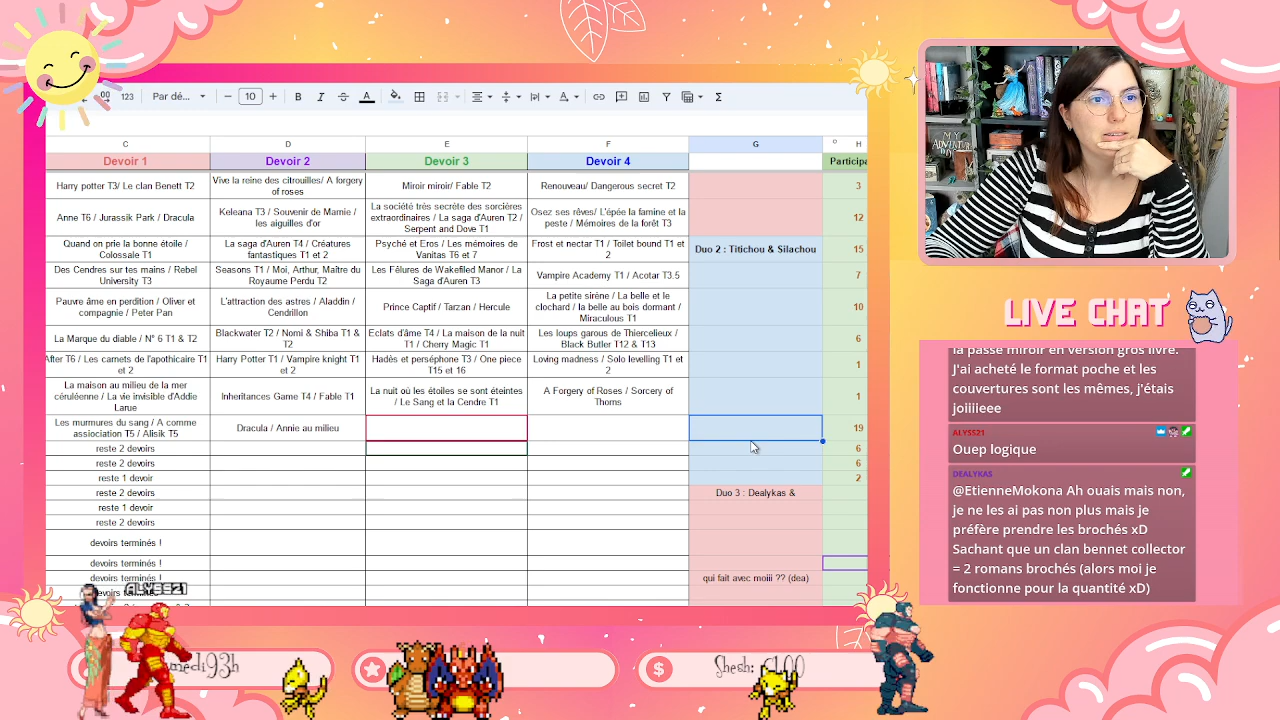 .00 123 Par dé... − 10 + B I A Σ
C D E F G H
Devoir 1 Devoir 2 Devoir 3 Devoir 4 Participa
Harry potter T3/ Le clan Benett T2
Vive la reine des citrouilles/ A forgery
of roses
Miroir miroir/ Fable T2
Renouveau/ Dangerous secret T2
3
Anne T6 / Jurassik Park / Dracula
Keleana T3 / Souvenir de Mamie /
les aiguilles d'or
La société très secrète des sorcières
extraordinaires / La saga d'Auren T2 /
Serpent and Dove T1
Osez ses rêves/ L'épée la famine et la
peste / Mémoires de la forêt T3
12
Quand on prie la bonne étoile /
Colossale T1
La saga d'Auren T4 / Créatures
fantastiques T1 et 2
Psyché et Eros / Les mémoires de
Vanitas T6 et 7
Frost et nectar T1 / Toilet bound T1 et
2
Duo 2 : Titichou & Silachou
15
Des Cendres sur tes mains / Rebel
University T3
Seasons T1 / Moi, Arthur, Maître du
Royaume Perdu T2
Les Fêlures de Wakefiled Manor / La
Saga d'Auren T3
Vampire Academy T1 / Acotar T3.5
7
Pauvre âme en perdition / Oliver et
compagnie / Peter Pan
L'attraction des astres / Aladdin /
Cendrillon
Prince Captif / Tarzan / Hercule
La petite sirène / La belle et le
clochard / la belle au bois dormant /
Miraculous T1
10
La Marque du diable / N° 6 T1 & T2
Blackwater T2 / Nomi & Shiba T1 &
T2
Eclats d'âme T4 / La maison de la nuit
T1 / Cherry Magic T1
Les loups garous de Thiercelieux /
Black Butler T12 & T13
6
After T6 / Les carnets de l'apothicaire T1
et 2
Harry Potter T1 / Vampire knight T1
et 2
Hadès et perséphone T3 / One piece
T15 et 16
Loving madness / Solo levelling T1 et
2
1
La maison au milieu de la mer
céruléenne / La vie invisible d'Addie
Larue
Inheritances Game T4 / Fable T1
La nuit où les étoiles se sont éteintes
/ Le Sang et la Cendre T1
A Forgery of Roses / Sorcery of
Thorns
1
Les murmures du sang / A comme
assiociation T5 / Alisik T5
Dracula / Annie au milieu
19
reste 2 devoirs
6
reste 2 devoirs
6
reste 1 devoir
2
reste 2 devoirs
Duo 3 : Dealykas &
reste 1 devoir
reste 2 devoirs
devoirs terminés !
devoirs terminés !
devoirs terminés !
qui fait avec moiii ?? (dea)
MY
LIVE CHAT
la passe miroir en version gros livre.
J'ai acheté le format poche et les
couvertures sont les mêmes, j'étais
joiiiieee
ALYSS21
Ouep logique
DEALYKAS
@EtienneMokona Ah ouais mais non,
je ne les ai pas non plus mais je
préfère prendre les brochés xD
Sachant que un clan bennet collector
= 2 romans brochés (alors moi je
fonctionne pour la quantité xD)
ALYSS21
$